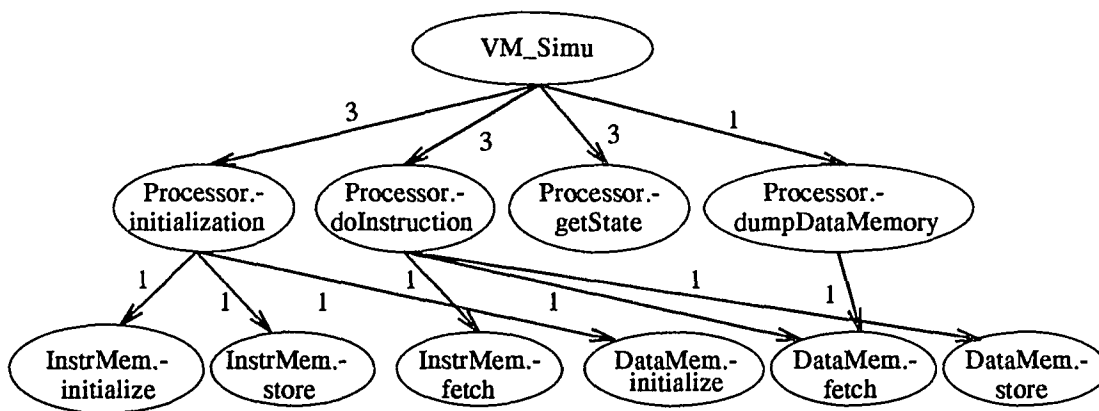 VM_Simu
3
3
3
1
Processor.-
initialization
Processor.-
doInstruction
Processor.-
getState
Processor.-
dumpDataMemory
1
1
1
1
1
1
1
InstrMem.-
initialize
InstrMem.-
store
InstrMem.-
fetch
DataMem.-
initialize
DataMem.-
fetch
DataMem.-
store